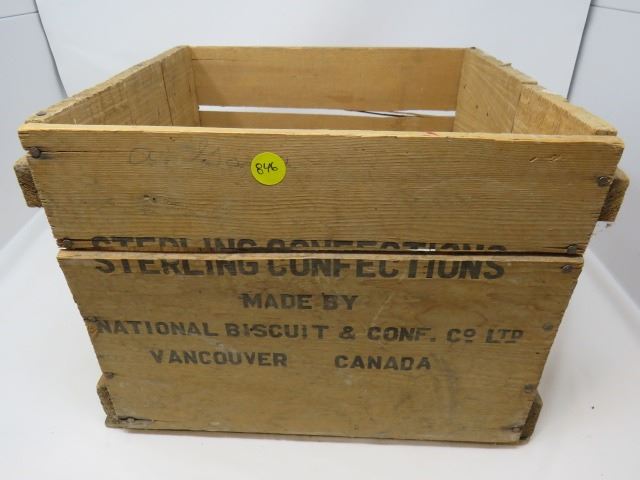 846
STERLING CONFECTIONS
MADE BY
NATIONAL BISCUIT & CONF. CO LTD
VANCOUVER CANADA